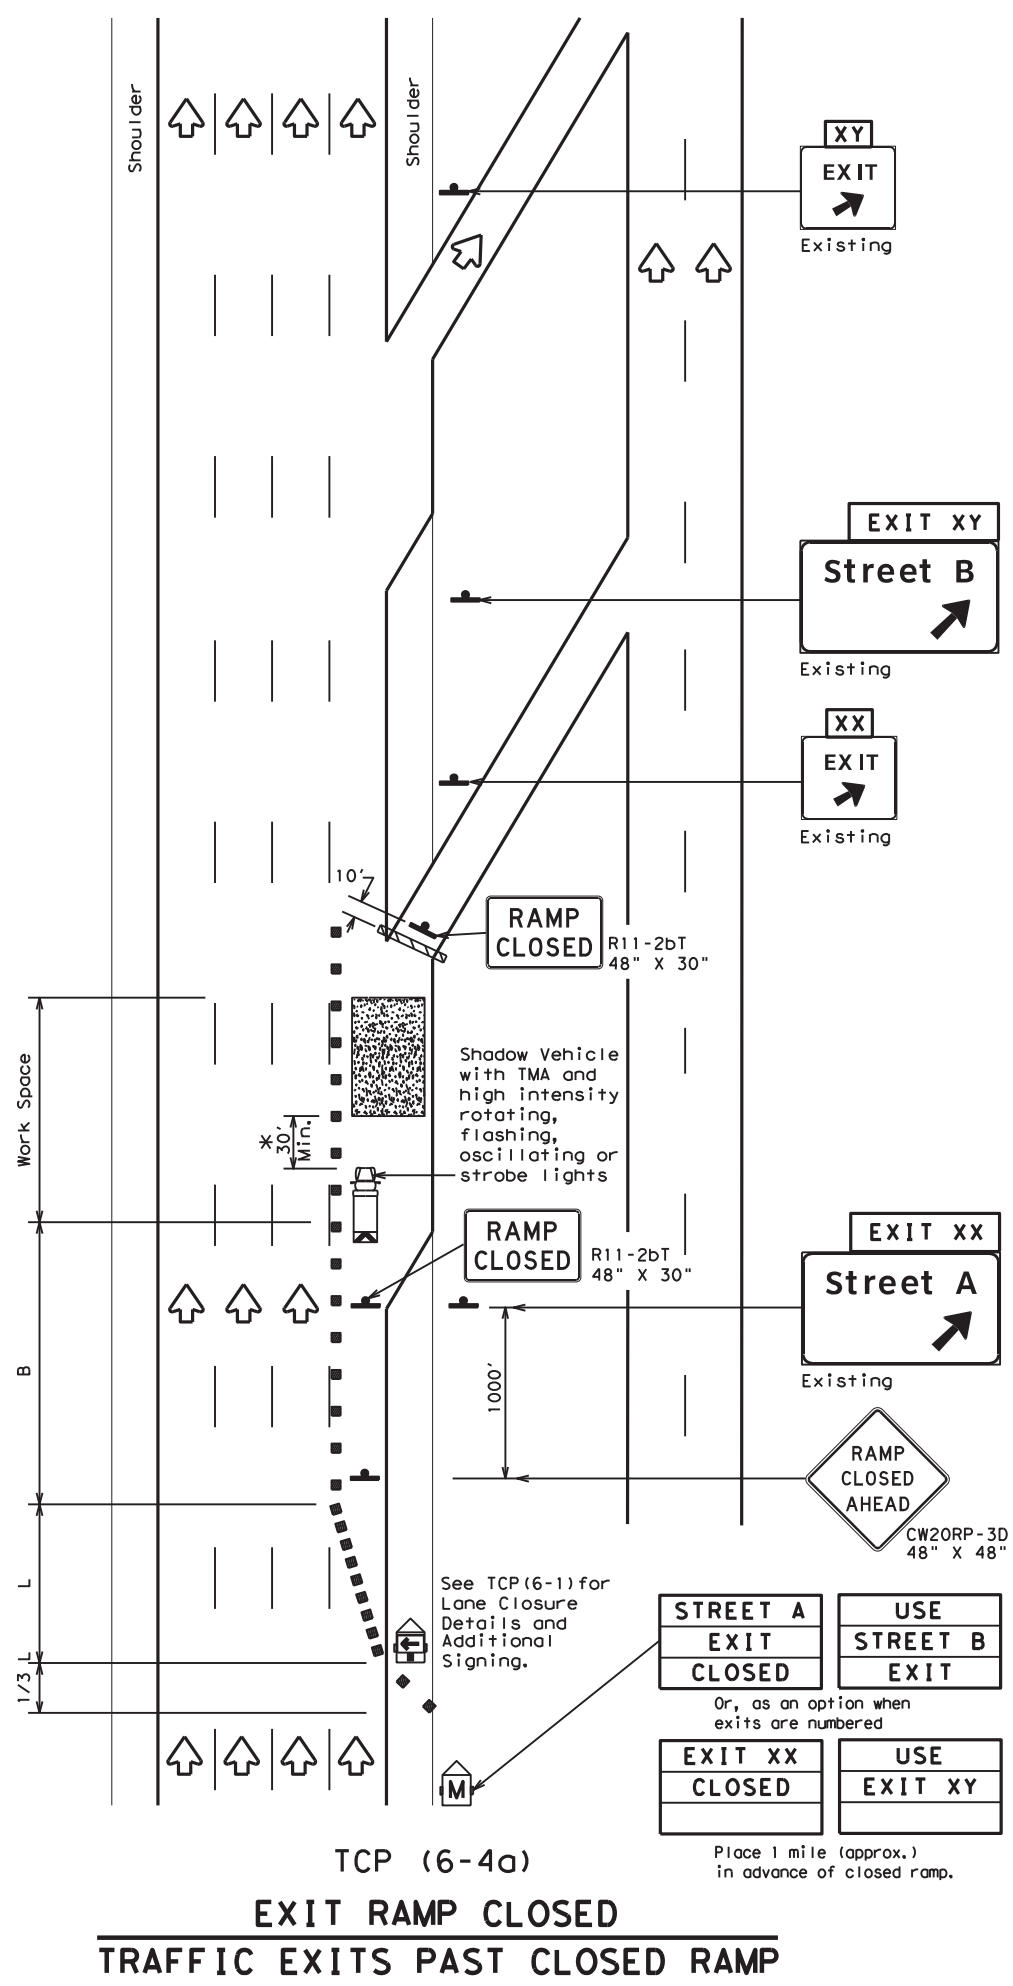 Shoulder
Shoulder
XY
EXIT
Existing
EXIT XY
Street B
Existing
XX
EXIT
Existing
10'
RAMP
CLOSED
R11-2bT
48" X 30"
Work Space
*
30'
Min.
Shadow Vehicle
with TMA and
high intensity
rotating,
flashing,
oscillating or
strobe lights
RAMP
CLOSED
R11-2bT
48" X 30"
EXIT XX
Street A
Existing
B
1000'
RAMP
CLOSED
AHEAD
CW20RP-3D
48" X 48"
L
See TCP(6-1)for
Lane Closure
Details and
Additional
Signing.
1/3 L
STREET A
EXIT
CLOSED
USE
STREET B
EXIT
Or, as an option when
exits are numbered
EXIT XX
CLOSED
USE
EXIT XY
M
Place 1 mile (approx.)
in advance of closed ramp.
TCP (6-4a)
EXIT RAMP CLOSED
TRAFFIC EXITS PAST CLOSED RAMP